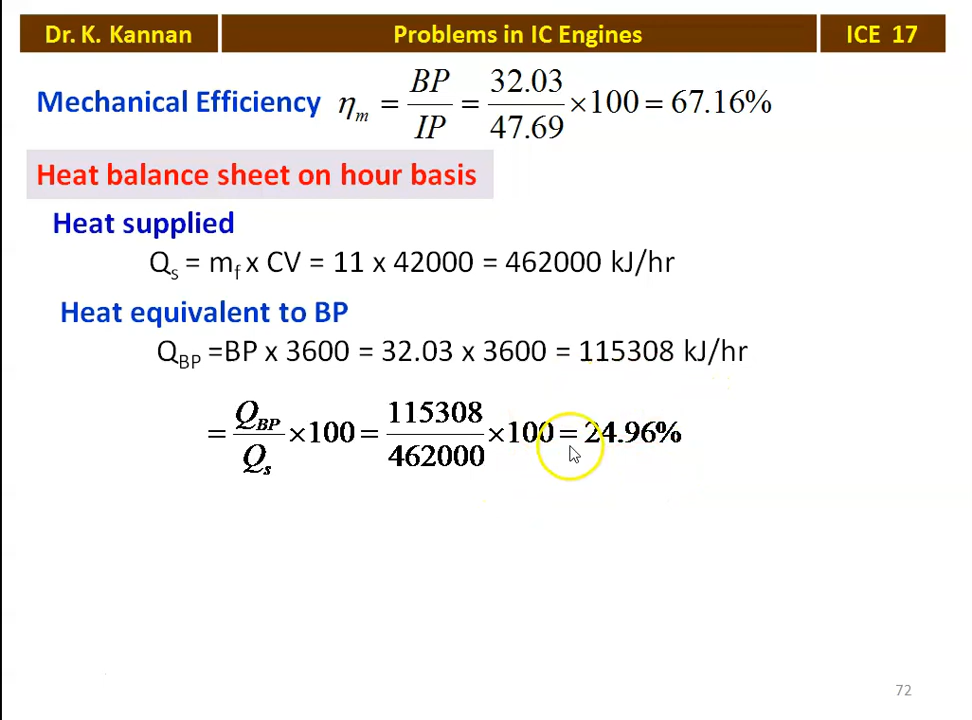 Dr. K. Kannan Problems in IC Engines ICE 17
Mechanical Efficiency η_m = BP/IP = 32.03/47.69 ×100 = 67.16%
Heat balance sheet on hour basis
Heat supplied
Q_s = m_f x CV = 11 x 42000 = 462000 kJ/hr
Heat equivalent to BP
Q_BP =BP x 3600 = 32.03 x 3600 = 115308 kJ/hr
= Q_BP/Q_s ×100 = 115308/462000 ×100 = 24.96%
72